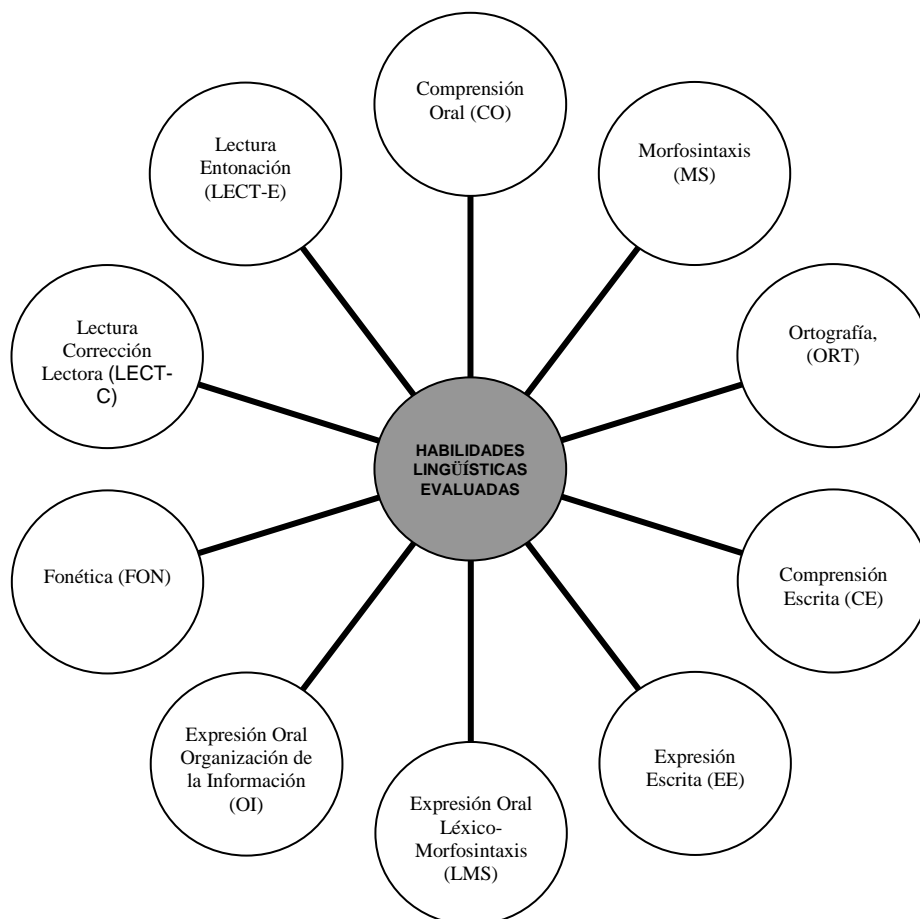 Comprensión
Oral (CO)
Morfosintaxis
(MS)
Ortografía,
(ORT)
Comprensión
Escrita (CE)
Expresión
Escrita (EE)
Expresión Oral
Léxico-
Morfosintaxis
(LMS)
Expresión Oral
Organización de
la Información
(OI)
Fonética (FON)
Lectura
Corrección
Lectora (LECT-
C)
Lectura
Entonación
(LECT-E)
HABILIDADES
LINGÜÍSTICAS
EVALUADAS